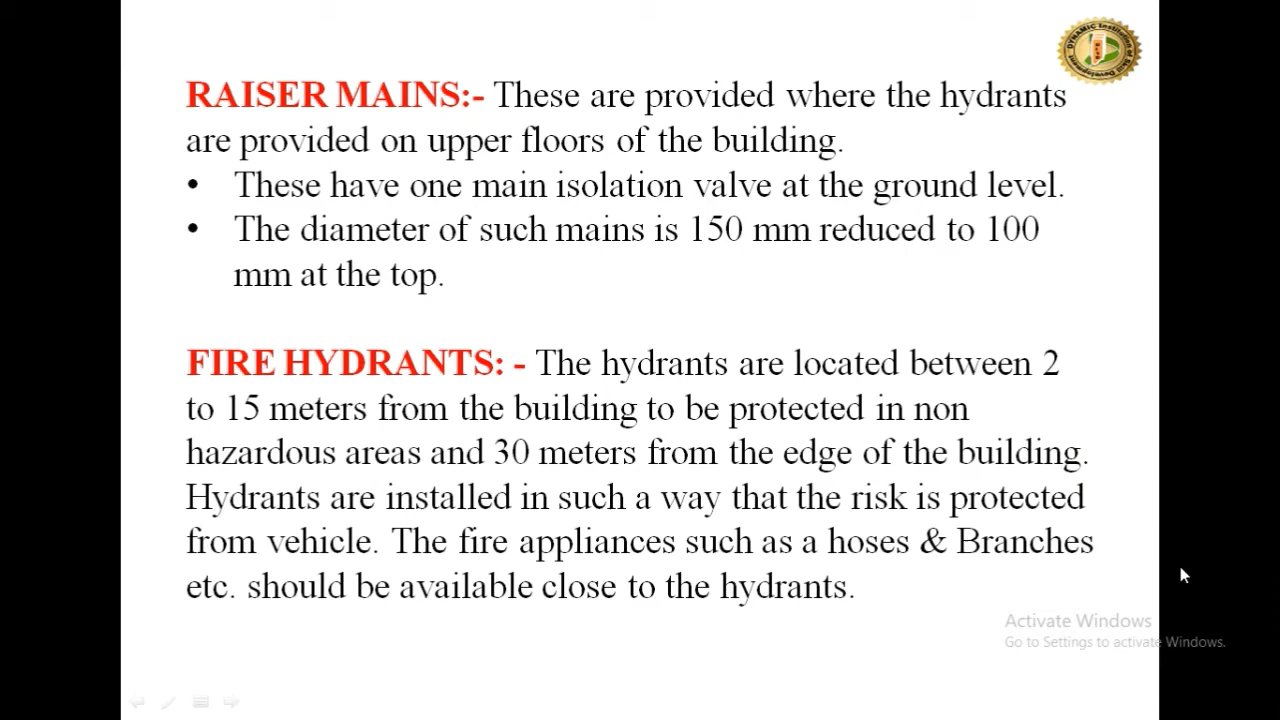 RAISER MAINS:- These are provided where the hydrants
are provided on upper floors of the building.
• These have one main isolation valve at the ground level.
• The diameter of such mains is 150 mm reduced to 100
mm at the top.
FIRE HYDRANTS: - The hydrants are located between 2
to 15 meters from the building to be protected in non
hazardous areas and 30 meters from the edge of the building.
Hydrants are installed in such a way that the risk is protected
from vehicle. The fire appliances such as a hoses & Branches
etc. should be available close to the hydrants.
Activate Windows
Go to Settings to activate Windows.